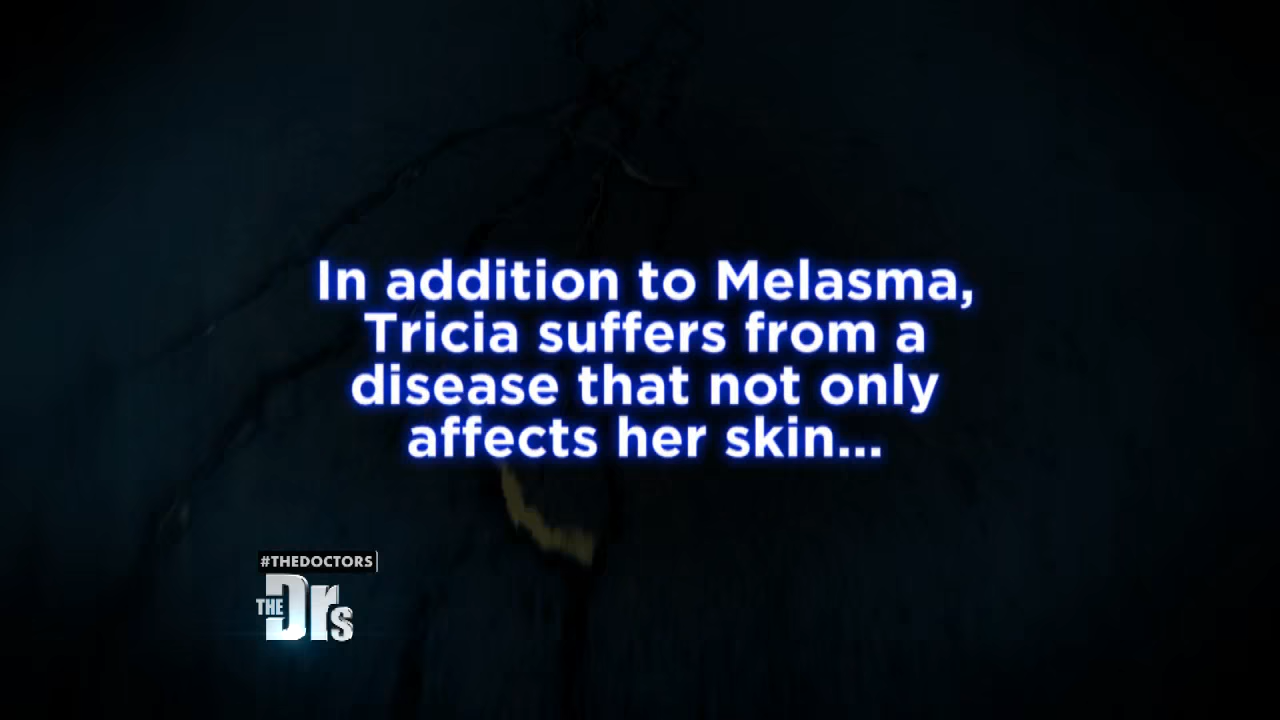 In addition to Melasma,
Tricia suffers from a
disease that not only
affects her skin...
#THEDOCTORS
THE Drs